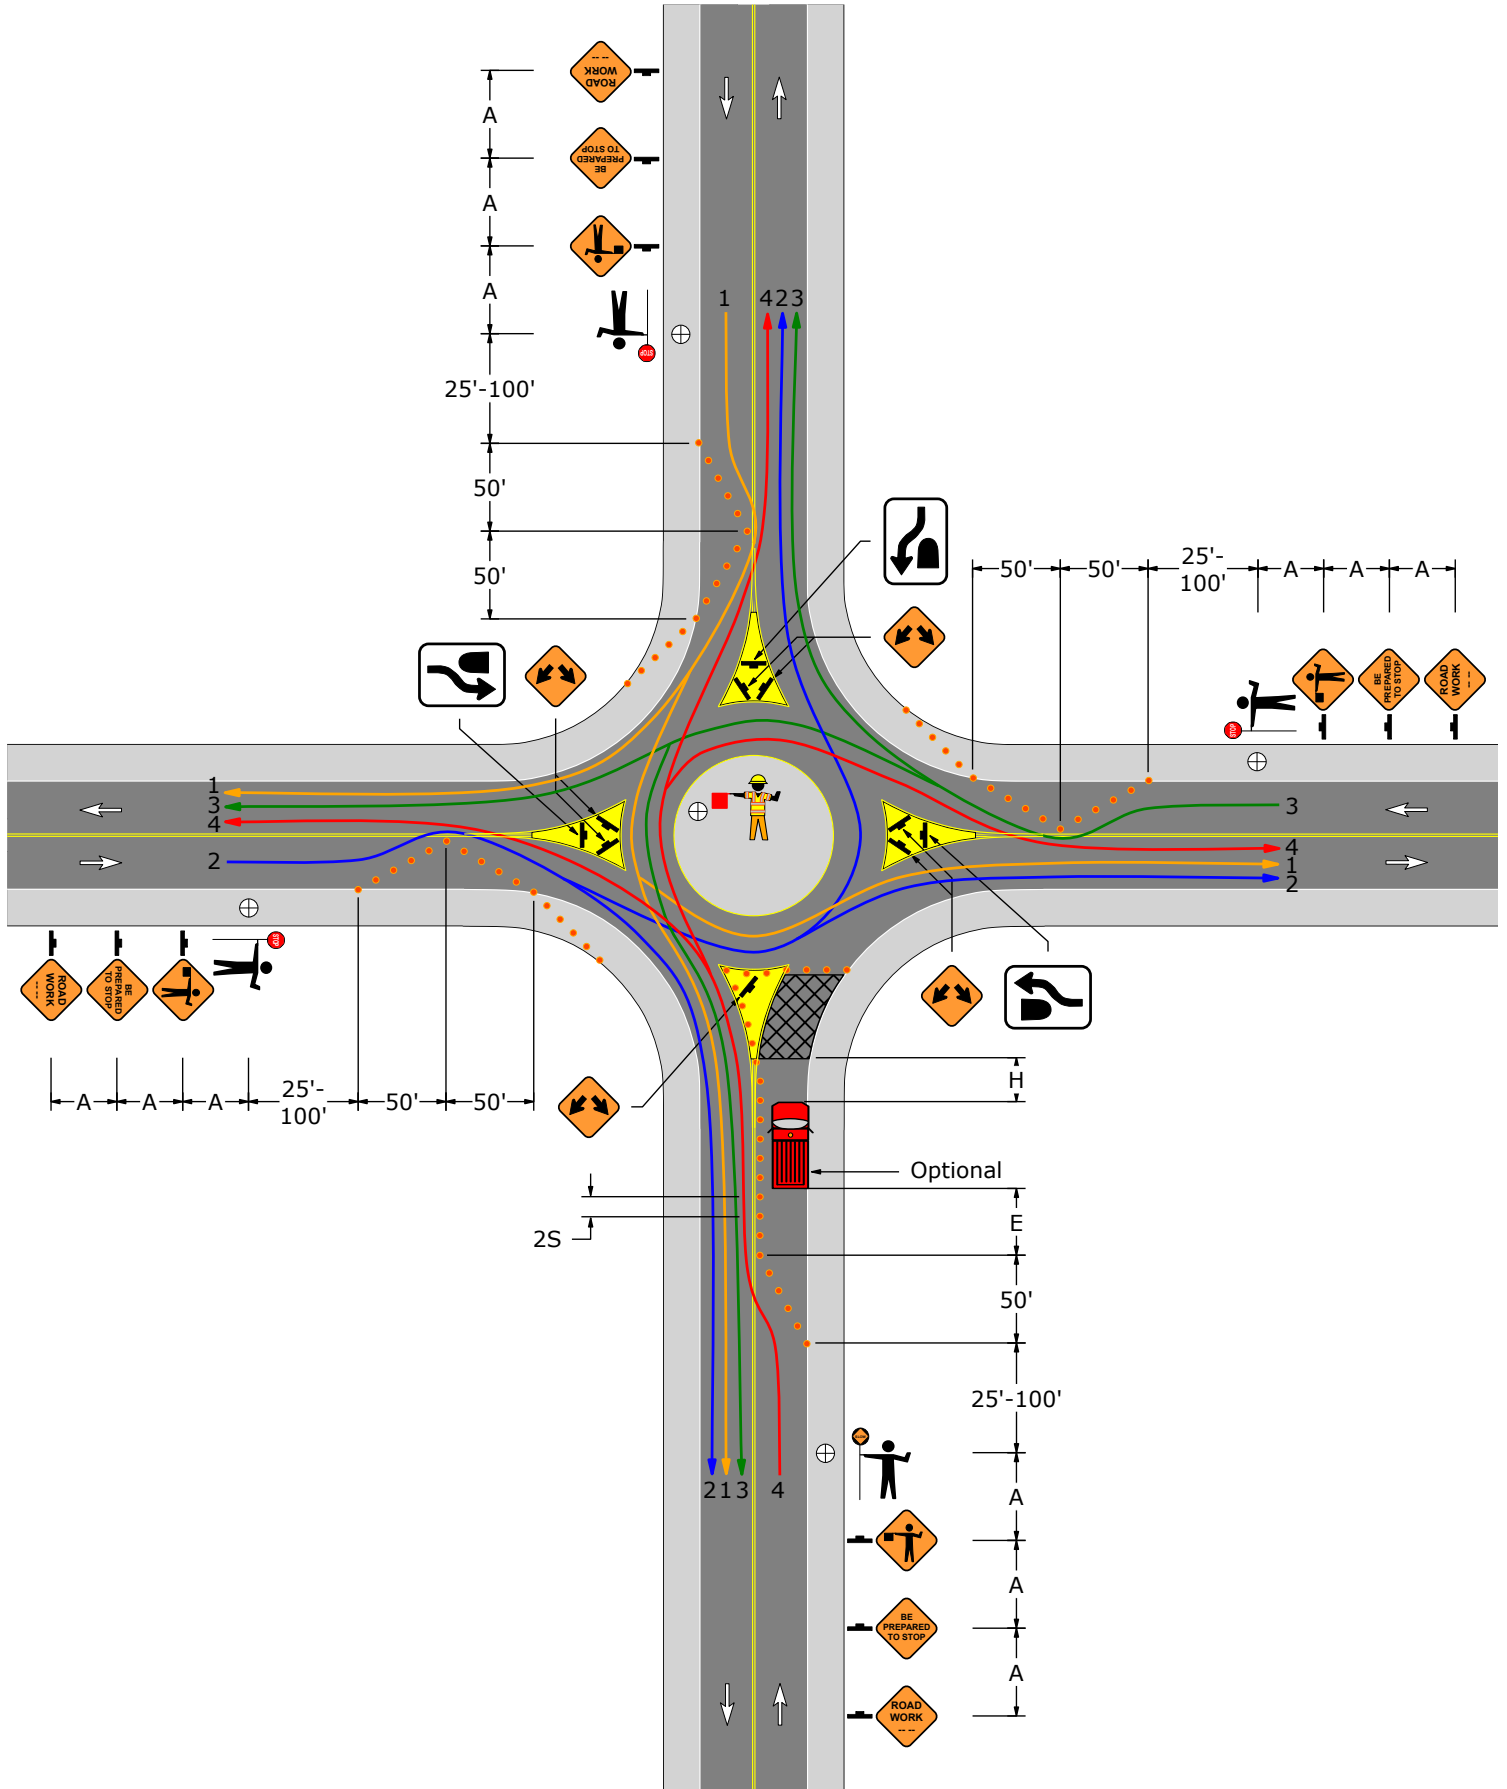 ROAD
WORK
-- --
A
BE
PREPARED
TO STOP
A
A
STOP
1
4
2
3
25'-100'
50'
50'
50'
50'
25'-
100'
A
A
A
BE
PREPARED
TO STOP
ROAD
WORK
-- --
STOP
1
3
4
2
3
4
1
2
STOP
ROAD
WORK
-- --
BE
PREPARED
TO STOP
A
A
A
25'-
100'
50'
50'
H
Optional
E
2S
50'
25'-100'
2
1
3
4
A
A
BE
PREPARED
TO STOP
A
ROAD
WORK
-- --